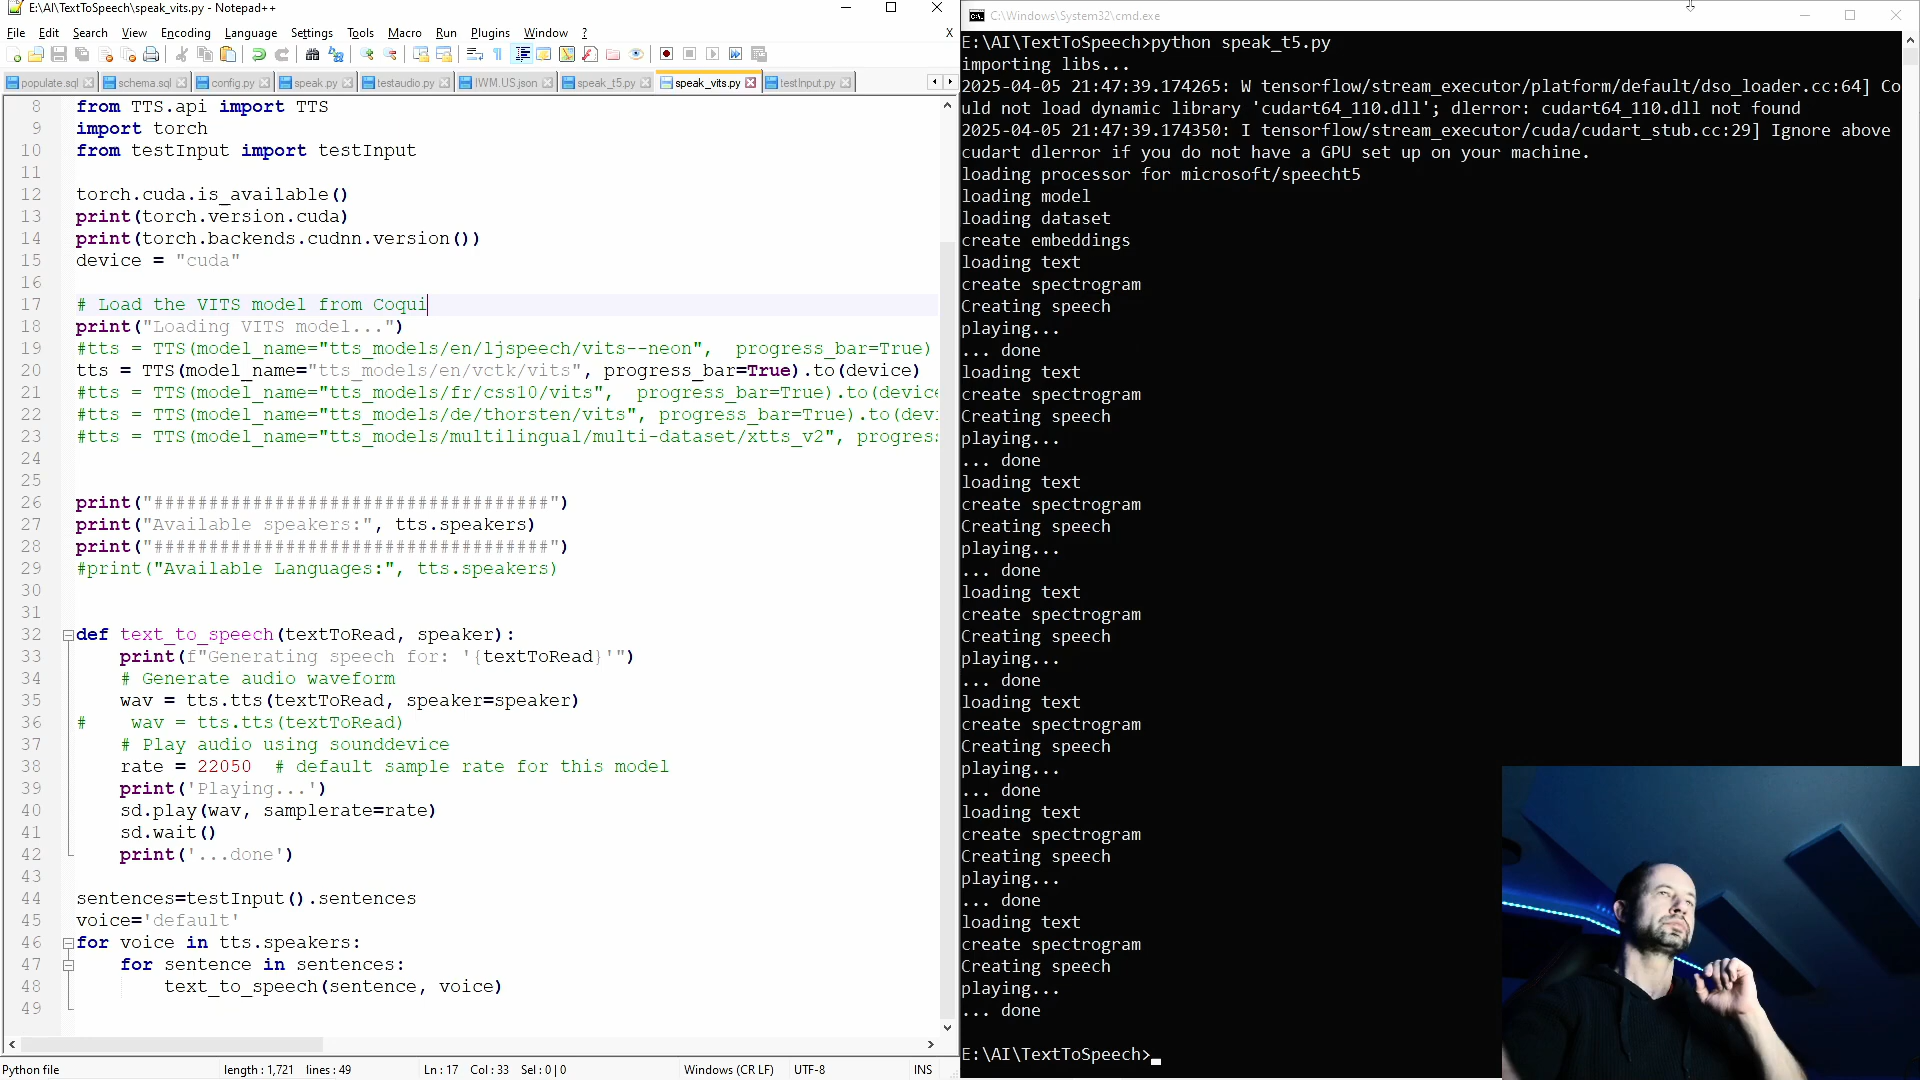 E:\AI\TextToSpeech\speak_vits.py - Notepad++
File Edit Search View Encoding Language Settings Tools Macro Run Plugins Window ? X
populate.sql schema.sql config.py speak.py testaudio.py IWM.US.json speak_t5.py speak_vits.py testInput.py
8 from TTS.api import TTS
9 import torch
10 from testInput import testInput
11
12 torch.cuda.is_available()
13 print(torch.version.cuda)
14 print(torch.backends.cudnn.version())
15 device = "cuda"
16
17 # Load the VITS model from Coqui
18 print("Loading VITS model...")
19 #tts = TTS(model_name="tts_models/en/ljspeech/vits--neon", progress_bar=True)
20 tts = TTS(model_name="tts_models/en/vctk/vits", progress_bar=True).to(device)
21 #tts = TTS(model_name="tts_models/fr/css10/vits", progress_bar=True).to(device
22 #tts = TTS(model_name="tts_models/de/thorsten/vits", progress_bar=True).to(devi
23 #tts = TTS(model_name="tts_models/multilingual/multi-dataset/xtts_v2", progres
24
25
26 print("####################################")
27 print("Available speakers:", tts.speakers)
28 print("####################################")
29 #print("Available Languages:", tts.speakers)
30
31
32 def text_to_speech(textToRead, speaker):
33 print(f"Generating speech for: '{textToRead}'")
34 # Generate audio waveform
35 wav = tts.tts(textToRead, speaker=speaker)
36 # wav = tts.tts(textToRead)
37 # Play audio using sounddevice
38 rate = 22050 # default sample rate for this model
39 print('Playing...')
40 sd.play(wav, samplerate=rate)
41 sd.wait()
42 print('...done')
43
44 sentences=testInput().sentences
45 voice='default'
46 for voice in tts.speakers:
47 for sentence in sentences:
48 text_to_speech(sentence, voice)
49
Python file length : 1,721 lines : 49 Ln : 17 Col : 33 Sel : 0 | 0 Windows (CR LF) UTF-8 INS
C:\Windows\System32\cmd.exe
E:\AI\TextToSpeech>python speak_t5.py
importing libs...
2025-04-05 21:47:39.174265: W tensorflow/stream_executor/platform/default/dso_loader.cc:64] Co
uld not load dynamic library 'cudart64_110.dll'; dlerror: cudart64_110.dll not found
2025-04-05 21:47:39.174350: I tensorflow/stream_executor/cuda/cudart_stub.cc:29] Ignore above
cudart dlerror if you do not have a GPU set up on your machine.
loading processor for microsoft/speecht5
loading model
loading dataset
create embeddings
loading text
create spectrogram
Creating speech
playing...
... done
loading text
create spectrogram
Creating speech
playing...
... done
loading text
create spectrogram
Creating speech
playing...
... done
loading text
create spectrogram
Creating speech
playing...
... done
loading text
create spectrogram
Creating speech
playing...
... done
loading text
create spectrogram
Creating speech
playing...
... done
loading text
create spectrogram
Creating speech
playing...
... done
E:\AI\TextToSpeech>